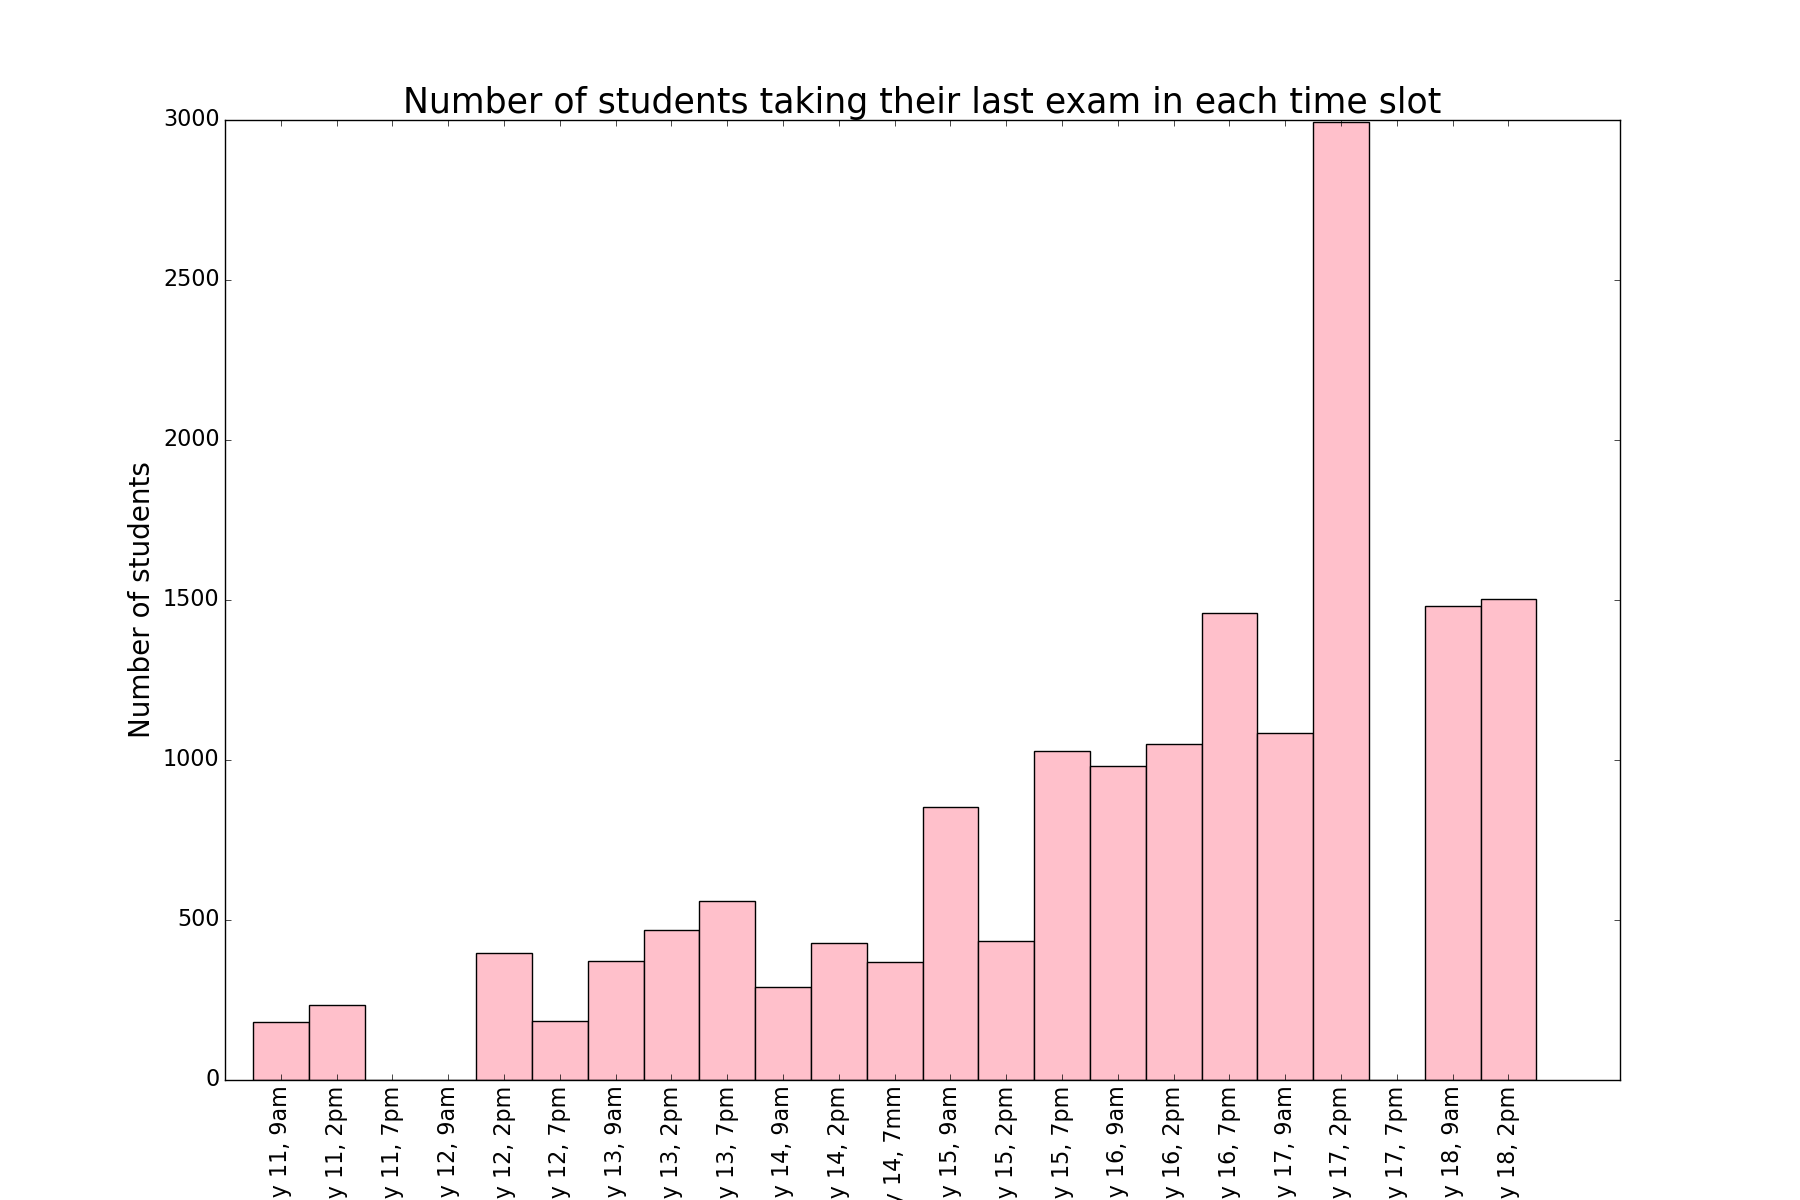 Number of students taking their last exam in each time slot
Number of students
3000
2500
2000
1500
1000
500
0
y 11, 9am
y 11, 2pm
y 11, 7pm
y 12, 9am
y 12, 2pm
y 12, 7pm
y 13, 9am
y 13, 2pm
y 13, 7pm
y 14, 9am
y 14, 2pm
y 14, 7mm
y 15, 9am
y 15, 2pm
y 15, 7pm
y 16, 9am
y 16, 2pm
y 16, 7pm
y 17, 9am
y 17, 2pm
y 17, 7pm
y 18, 9am
y 18, 2pm